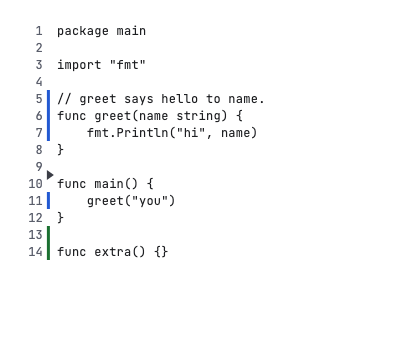 1 package main
2
3 import "fmt"
4
5 // greet says hello to name.
6 func greet(name string) {
7     fmt.Println("hi", name)
8 }
9
10 func main() {
11     greet("you")
12 }
13
14 func extra() {}